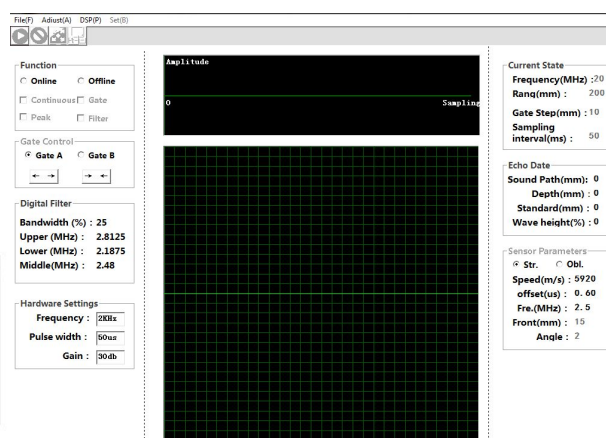 File(F) Adiust(A) DSP(P) Set(B)
Function
Online Offline
Continuous Gate
Peak Filter
Gate Control
Gate A Gate B
← → → ←
Digital Filter
Bandwidth (%) : 25
Upper (MHz) : 2.8125
Lower (MHz) : 2.1875
Middle(MHz) : 2.48
Hardware Settings
Frequency : 2KHz
Pulse width : 50us
Gain : 30db
Amplitude
0 Sampling
Current State
Frequency(MHz) :20
Rang(mm) : 200
Gate Step(mm) : 10
Sampling
interval(ms) : 50
Echo Date
Sound Path(mm): 0
Depth(mm) : 0
Standard(mm) : 0
Wave height(%) : 0
Sensor Parameters
Str. Obl.
Speed(m/s) : 5920
offset(us) : 0.60
Fre.(MHz) : 2.5
Front(mm) : 15
Angle : 2